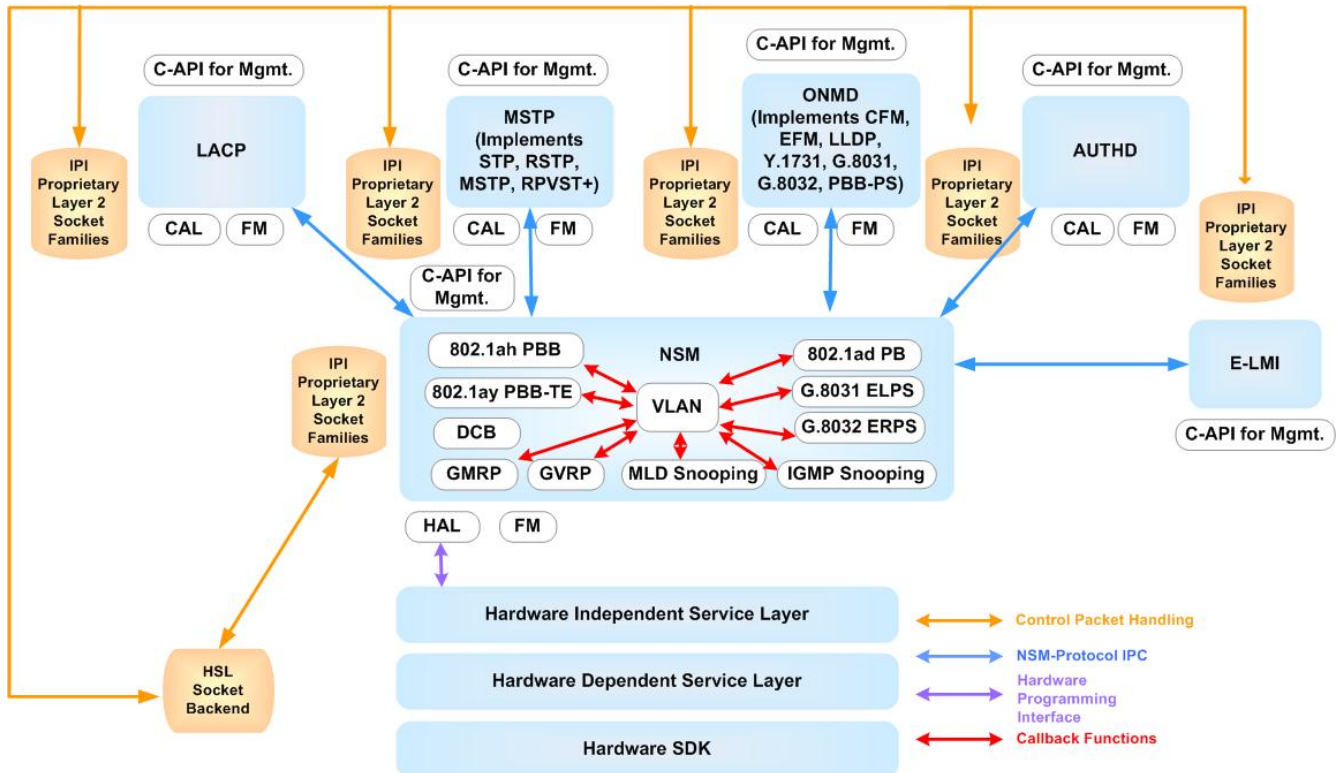 C-API for Mgmt.
C-API for Mgmt.
C-API for Mgmt.
C-API for Mgmt.
LACP
MSTP
(Implements
STP, RSTP,
MSTP, RPVST+)
ONMD
(Implements CFM,
EFM, LLDP,
Y.1731, G.8031,
G.8032, PBB-PS)
AUTHD
IPI
Proprietary
Layer 2
Socket
Families
IPI
Proprietary
Layer 2
Socket
Families
IPI
Proprietary
Layer 2
Socket
Families
IPI
Proprietary
Layer 2
Socket
Families
IPI
Proprietary
Layer 2
Socket
Families
CAL
FM
CAL
FM
CAL
FM
CAL
FM
C-API for
Mgmt.
IPI
Proprietary
Layer 2
Socket
Families
802.1ah PBB
NSM
802.1ad PB
802.1ay PBB-TE
VLAN
G.8031 ELPS
DCB
G.8032 ERPS
GMRP
GVRP
MLD Snooping
IGMP Snooping
E-LMI
C-API for Mgmt.
HAL
FM
Hardware Independent Service Layer
Hardware Dependent Service Layer
Hardware SDK
HSL
Socket
Backend
Control Packet Handling
NSM-Protocol IPC
Hardware
Programming
Interface
Callback Functions